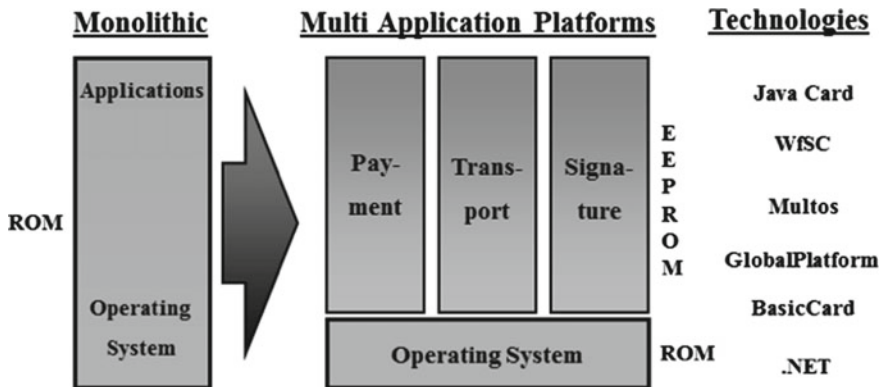 Monolithic
Multi Application Platforms
Technologies
ROM
Applications
Operating
System
Pay-
ment
Trans-
port
Signa-
ture
Operating System
E
E
P
R
O
M
ROM
Java Card
WfSC
Multos
GlobalPlatform
BasicCard
.NET